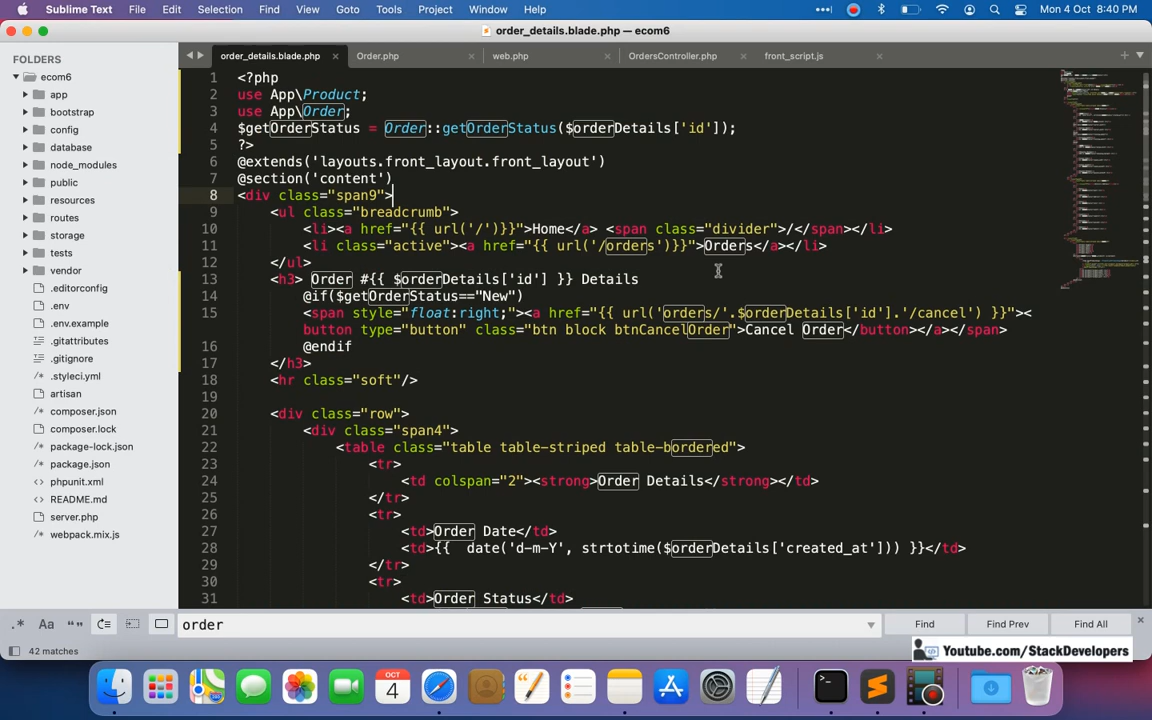 Sublime Text File Edit Selection Find View Goto Tools Project Window Help Mon 4 Oct 8:40 PM
order_details.blade.php — ecom6
FOLDERS
ecom6
app
bootstrap
config
database
node_modules
public
resources
routes
storage
tests
vendor
.editorconfig
.env
.env.example
.gitattributes
.gitignore
.styleci.yml
artisan
composer.json
composer.lock
package-lock.json
package.json
phpunit.xml
README.md
server.php
webpack.mix.js
order_details.blade.php Order.php web.php OrdersController.php front_script.js
1 <?php
2 use App\Product;
3 use App\Order;
4 $getOrderStatus = Order::getOrderStatus($orderDetails['id']);
5 ?>
6 @extends('layouts.front_layout.front_layout')
7 @section('content')
8 <div class="span9">
9 <ul class="breadcrumb">
10 <li><a href="{{ url('/')}}">Home</a> <span class="divider">/</span></li>
11 <li class="active"><a href="{{ url('/orders')}}">Orders</a></li>
12 </ul>
13 <h3> Order #{{ $orderDetails['id'] }} Details
14 @if($getOrderStatus=="New")
15 <span style="float:right;"><a href="{{ url('orders/'.$orderDetails['id'].'/cancel') }}"><
button type="button" class="btn block btnCancelOrder">Cancel Order</button></a></span>
16 @endif
17 </h3>
18 <hr class="soft"/>
19
20 <div class="row">
21 <div class="span4">
22 <table class="table table-striped table-bordered">
23 <tr>
24 <td colspan="2"><strong>Order Details</strong></td>
25 </tr>
26 <tr>
27 <td>Order Date</td>
28 <td>{{ date('d-m-Y', strtotime($orderDetails['created_at'])) }}</td>
29 </tr>
30 <tr>
31 <td>Order Status</td>
.* Aa "" order Find Find Prev Find All
42 matches
Youtube.com/StackDevelopers
OCT
4